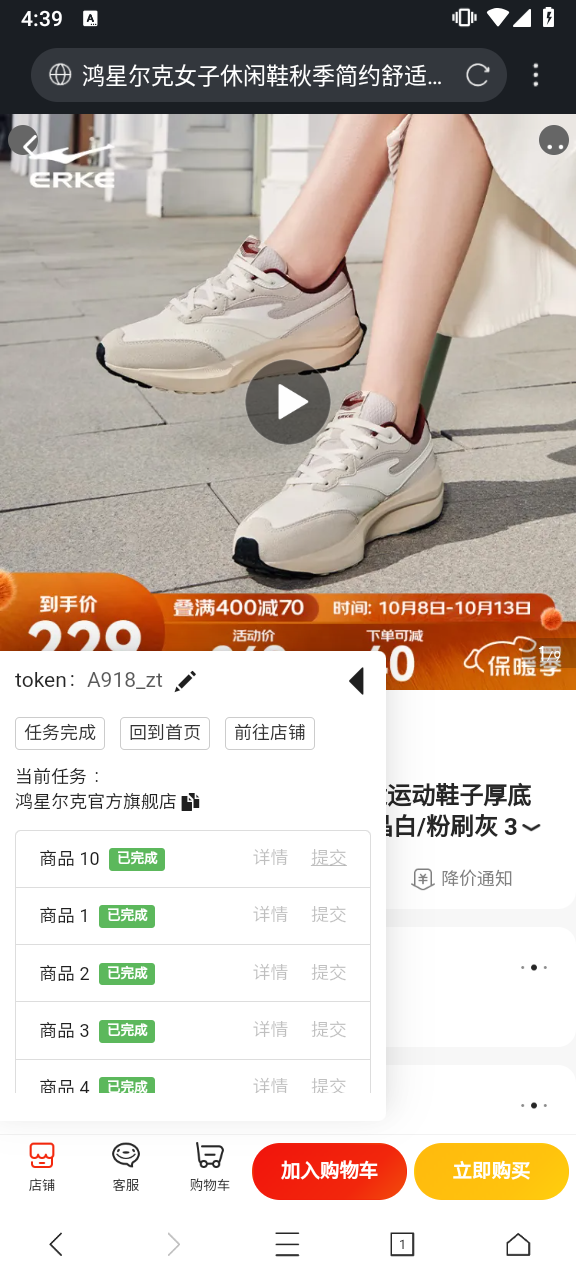 4:39
A
鸿星尔克女子休闲鞋秋季简约舒适...
ERKE
ERKE
到手价
叠满400减70
时间: 10月8日-10月13日
229
活动价
下单可减
保暖季
token: A918_zt
任务完成
回到首页
前往店铺
当前任务：
鸿星尔克官方旗舰店
运动鞋子厚底
晶白/粉刷灰 3
降价通知
商品 10 已完成 详情 提交
商品 1 已完成 详情 提交
商品 2 已完成 详情 提交
商品 3 已完成 详情 提交
商品 4 已完成 详情 提交
店铺
客服
购物车
加入购物车
立即购买
1